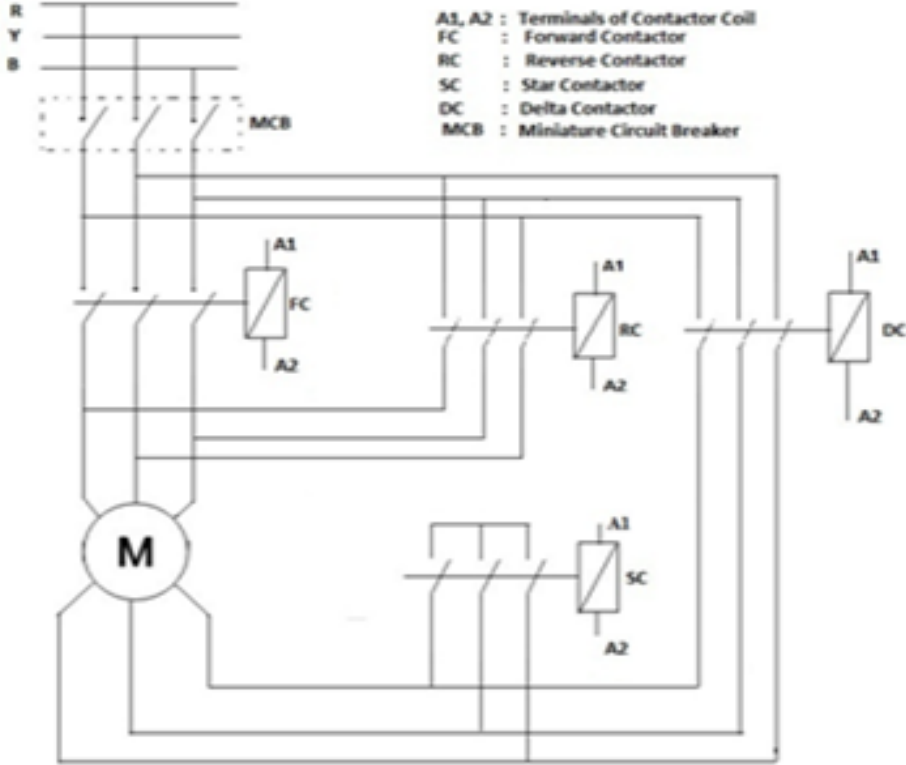 R
Y
B
A1, A2 : Terminals of Contactor Coil
FC : Forward Contactor
RC : Reverse Contactor
SC : Star Contactor
DC : Delta Contactor
MCB : Miniature Circuit Breaker
MCB
A1
FC
A2
A1
RC
A2
A1
DC
A2
M
A1
SC
A2